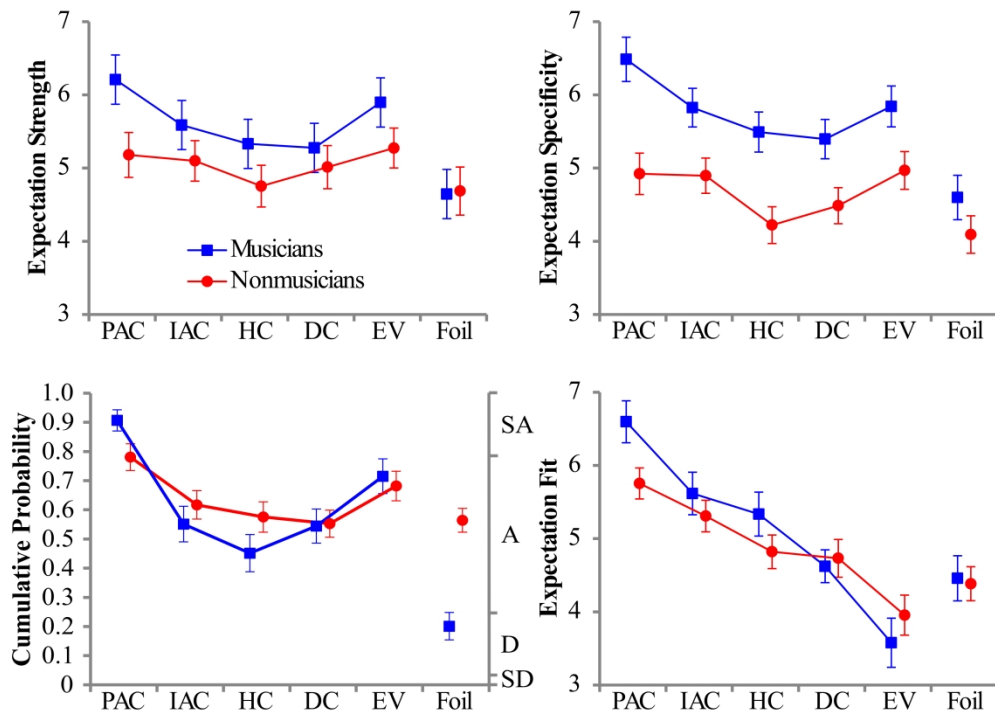 Expectation Strength
7
6
5
4
3
Musicians
Nonmusicians
PAC IAC HC DC EV Foil
Expectation Specificity
7
6
5
4
3
PAC IAC HC DC EV Foil
Cumulative Probability
1.0
0.9
0.8
0.7
0.6
0.5
0.4
0.3
0.2
0.1
0
SA
A
D
SD
PAC IAC HC DC EV Foil
Expectation Fit
7
6
5
4
3
PAC IAC HC DC EV Foil